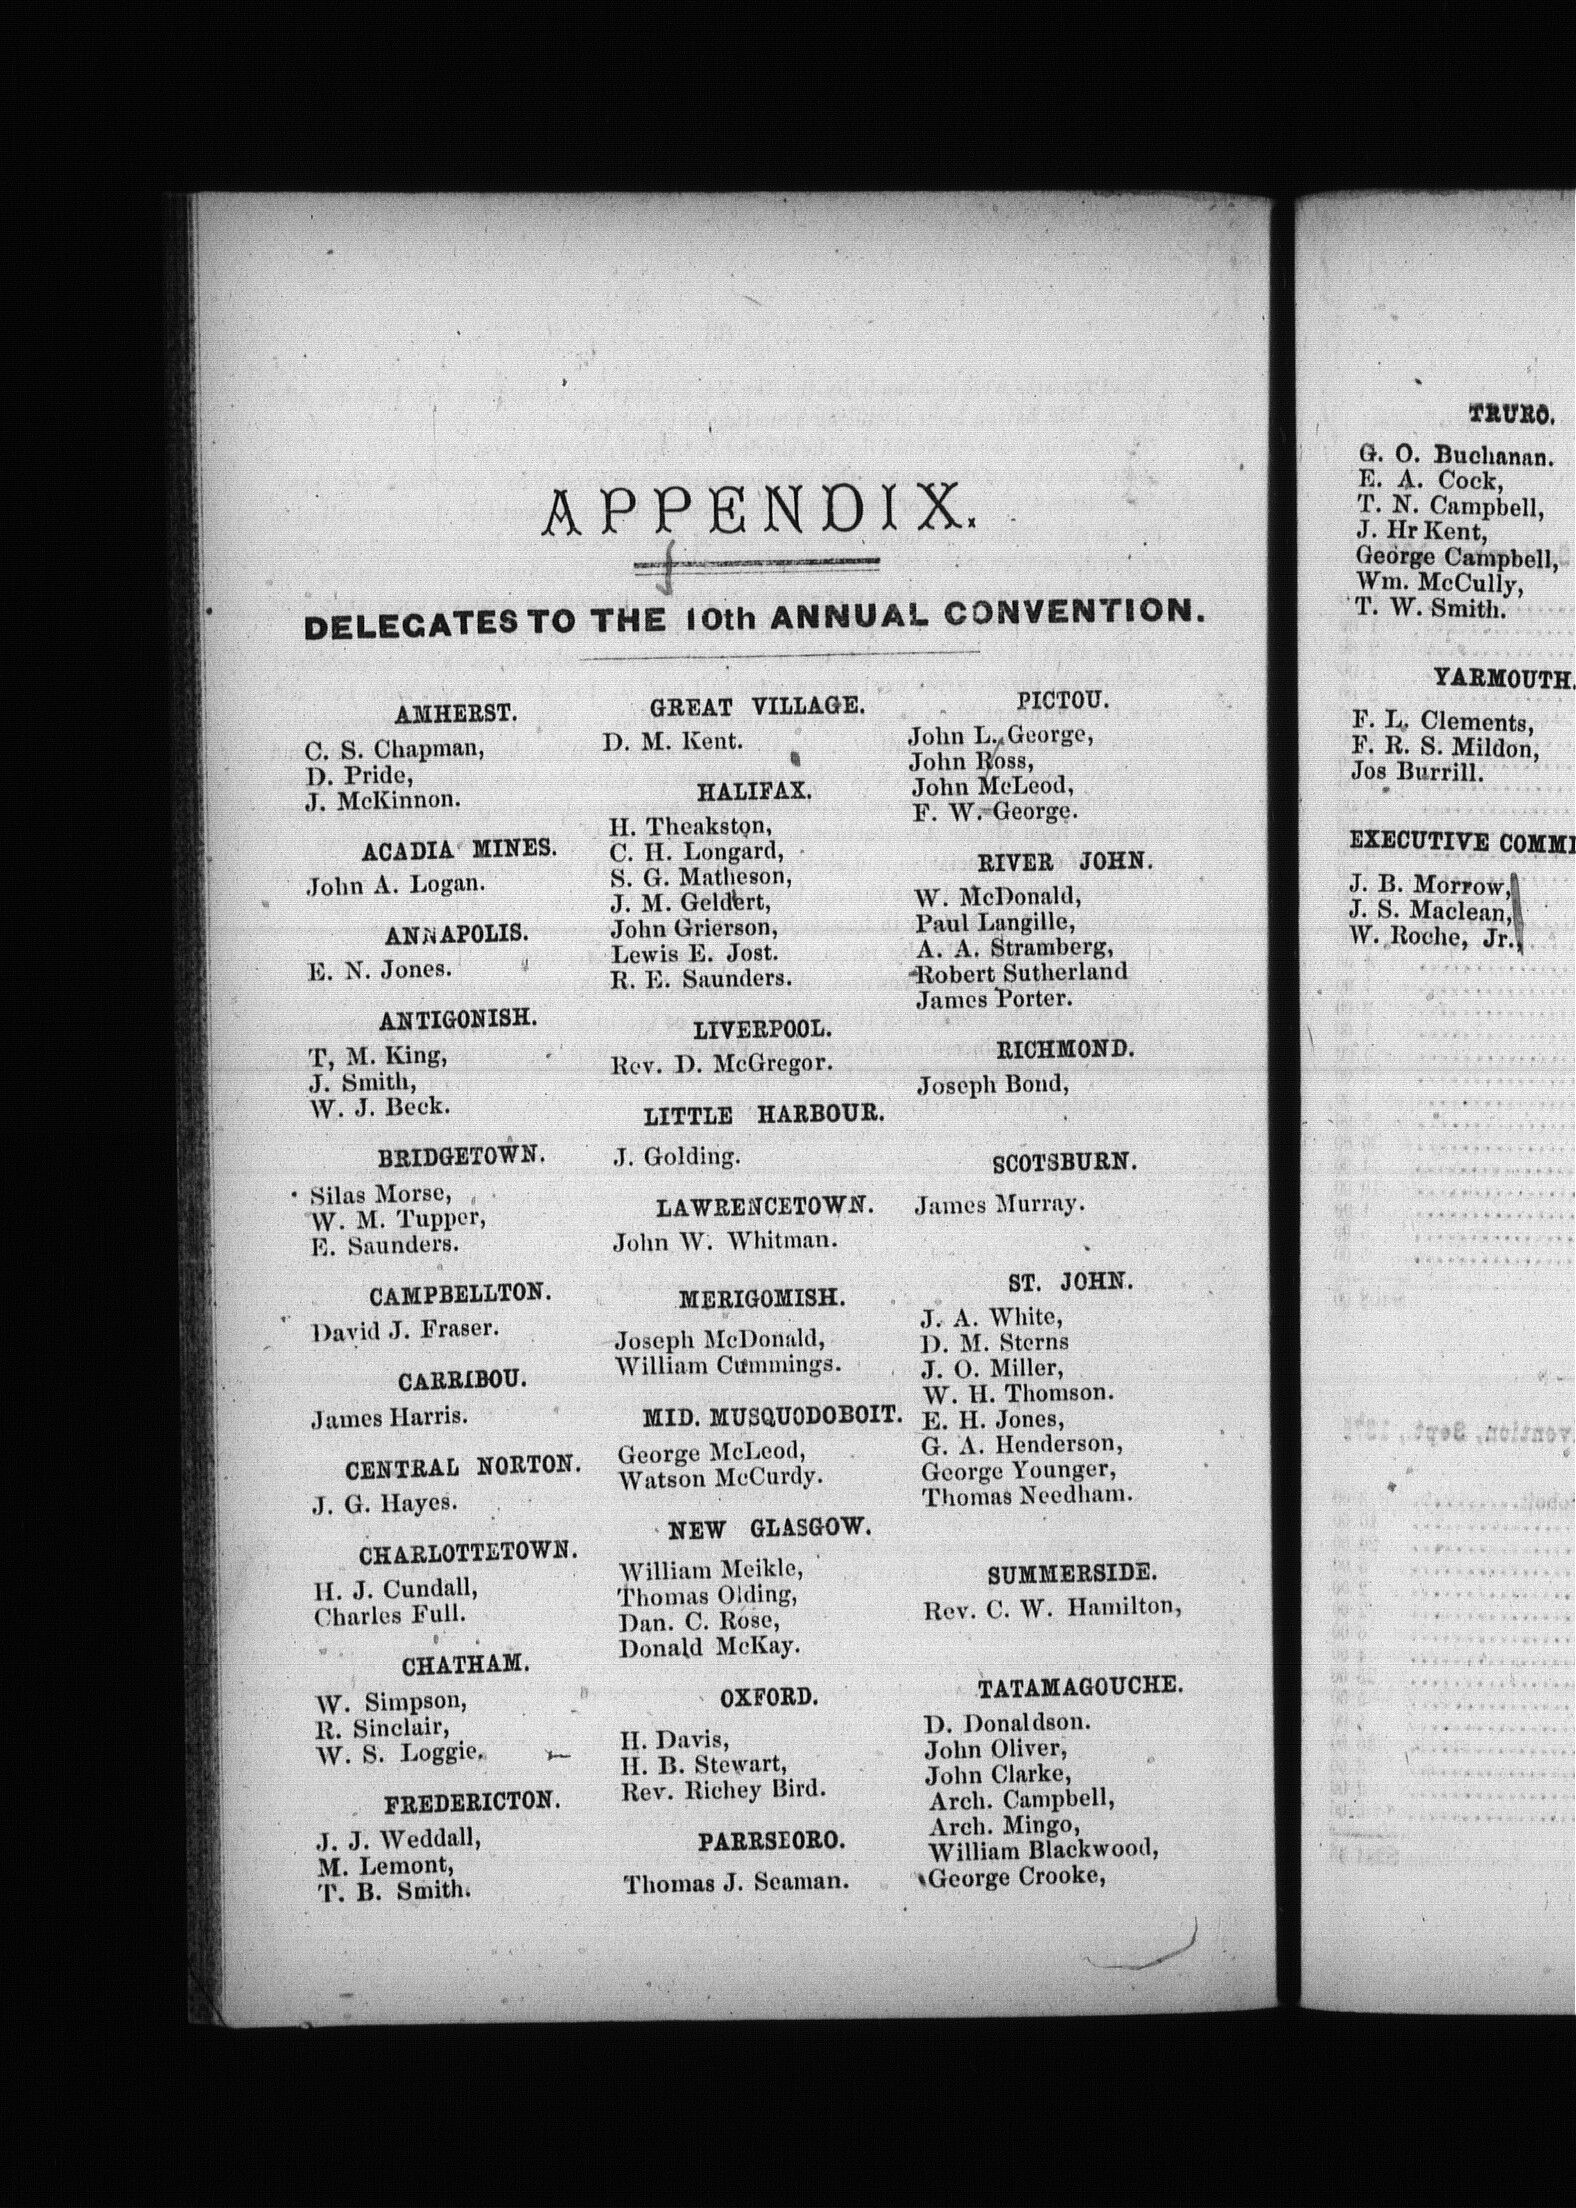 APPENDIX.
DELEGATES TO THE 10th ANNUAL CONVENTION.
AMHERST.
C. S. Chapman,
D. Pride,
J. McKinnon.
ACADIA MINES.
John A. Logan.
ANNAPOLIS.
E. N. Jones.
ANTIGONISH.
T, M. King,
J. Smith,
W. J. Beck.
BRIDGETOWN.
Silas Morse,
W. M. Tupper,
E. Saunders.
CAMPBELLTON.
David J. Fraser.
CARRIBOU.
James Harris.
CENTRAL NORTON.
J. G. Hayes.
CHARLOTTETOWN.
H. J. Cundall,
Charles Full.
CHATHAM.
W. Simpson,
R. Sinclair,
W. S. Loggie.
FREDERICTON.
J. J. Weddall,
M. Lemont,
T. B. Smith.
GREAT VILLAGE.
D. M. Kent.
HALIFAX.
H. Theakston,
C. H. Longard,
S. G. Matheson,
J. M. Geldert,
John Grierson,
Lewis E. Jost.
R. E. Saunders.
LIVERPOOL.
Rev. D. McGregor.
LITTLE HARBOUR.
J. Golding.
LAWRENCETOWN.
John W. Whitman.
MERIGOMISH.
Joseph McDonald,
William Cummings.
MID. MUSQUODOBOIT.
George McLeod,
Watson McCurdy.
NEW GLASGOW.
William Meikle,
Thomas Olding,
Dan. C. Rose,
Donald McKay.
OXFORD.
H. Davis,
H. B. Stewart,
Rev. Richey Bird.
PARRSBORO.
Thomas J. Seaman.
PICTOU.
John L. George,
John Ross,
John McLeod,
F. W. George.
RIVER JOHN.
W. McDonald,
Paul Langille,
A. A. Stramberg,
Robert Sutherland
James Porter.
RICHMOND.
Joseph Bond,
SCOTSBURN.
James Murray.
ST. JOHN.
J. A. White,
D. M. Sterns
J. O. Miller,
W. H. Thomson.
E. H. Jones,
G. A. Henderson,
George Younger,
Thomas Needham.
SUMMERSIDE.
Rev. C. W. Hamilton,
TATAMAGOUCHE.
D. Donaldson.
John Oliver,
John Clarke,
Arch. Campbell,
Arch. Mingo,
William Blackwood,
George Crooke,
TRURO.
G. O. Buchanan.
E. A. Cock,
T. N. Campbell,
J. Hr Kent,
George Campbell,
Wm. McCully,
T. W. Smith.
YARMOUTH.
F. L. Clements,
F. R. S. Mildon,
Jos Burrill.
EXECUTIVE COMMI
J. B. Morrow,
J. S. Maclean,
W. Roche, Jr.,